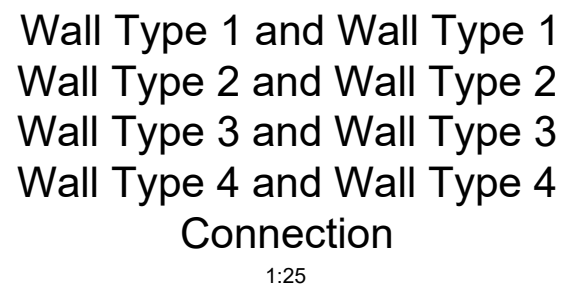 Wall Type 1 and Wall Type 1
Wall Type 2 and Wall Type 2
Wall Type 3 and Wall Type 3
Wall Type 4 and Wall Type 4
Connection
1:25